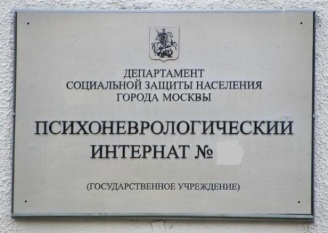 ДЕПАРТАМЕНТ
СОЦИАЛЬНОЙ ЗАЩИТЫ НАСЕЛЕНИЯ
ГОРОДА МОСКВЫ
ПСИХОНЕВРОЛОГИЧЕСКИЙ
ИНТЕРНАТ №
(ГОСУДАРСТВЕННОЕ УЧРЕЖДЕНИЕ)